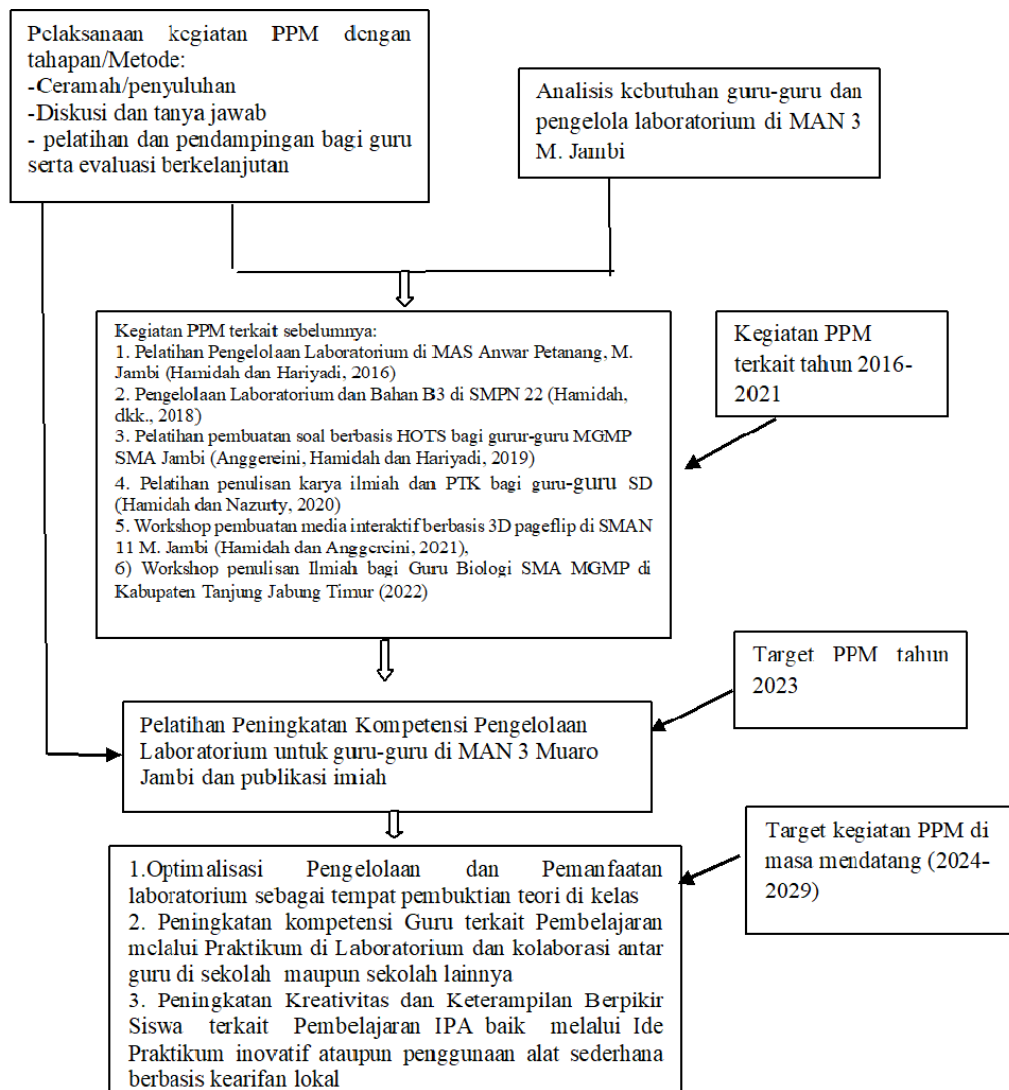 Pelaksanaan kegiatan PPM dengan
tahapan/Metode:
-Ceramah/penyuluhan
-Diskusi dan tanya jawab
- pelatihan dan pendampingan bagi guru
serta evaluasi berkelanjutan
Analisis kebutuhan guru-guru dan
pengelola laboratorium di MAN 3
M. Jambi
Kegiatan PPM terkait sebelumnya:
1. Pelatihan Pengelolaan Laboratorium di MAS Anwar Petanang, M.
Jambi (Hamidah dan Hariyadi, 2016)
2. Pengelolaan Laboratorium dan Bahan B3 di SMPN 22 (Hamidah,
dkk., 2018)
3. Pelatihan pembuatan soal berbasis HOTS bagi gurur-guru MGMP
SMA Jambi (Anggereini, Hamidah dan Hariyadi, 2019)
4. Pelatihan penulisan karya ilmiah dan PTK bagi guru-guru SD
(Hamidah dan Nazurty, 2020)
5. Workshop pembuatan media interaktif berbasis 3D pageflip di SMAN
11 M. Jambi (Hamidah dan Anggereini, 2021),
6) Workshop penulisan Ilmiah bagi Guru Biologi SMA MGMP di
Kabupaten Tanjung Jabung Timur (2022)
Kegiatan PPM
terkait tahun 2016-
2021
Target PPM tahun
2023
Pelatihan Peningkatan Kompetensi Pengelolaan
Laboratorium untuk guru-guru di MAN 3 Muaro
Jambi dan publikasi imiah
Target kegiatan PPM di
masa mendatang (2024-
2029)
1.Optimalisasi Pengelolaan dan Pemanfaatan
laboratorium sebagai tempat pembuktian teori di kelas
2. Peningkatan kompetensi Guru terkait Pembelajaran
melalui Praktikum di Laboratorium dan kolaborasi antar
guru di sekolah maupun sekolah lainnya
3. Peningkatan Kreativitas dan Keterampilan Berpikir
Siswa terkait Pembelajaran IPA baik melalui Ide
Praktikum inovatif ataupun penggunaan alat sederhana
berbasis kearifan lokal